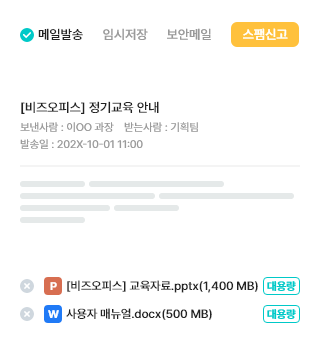 메일발송 임시저장 보안메일 스팸신고
[비즈오피스] 정기교육 안내
보낸사람 : 이OO 과장 받는사람 : 기획팀
발송일 : 202X-10-01 11:00
P [비즈오피스] 교육자료.pptx(1,400 MB) 대용량
W 사용자 매뉴얼.docx(500 MB) 대용량